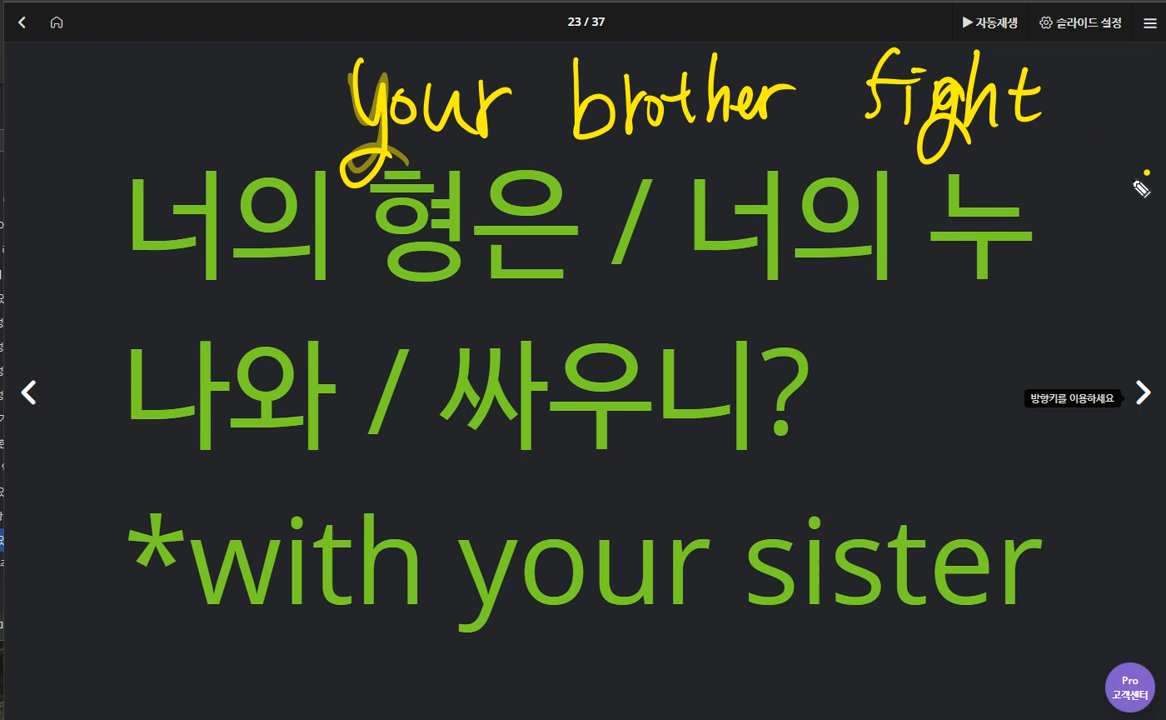 23 / 37
▶ 자동재생
슬라이드 설정
your brother fight
너의 형은 / 너의 누
나와 / 싸우니?
*with your sister
방향키를 이용하세요
Pro
고객센터